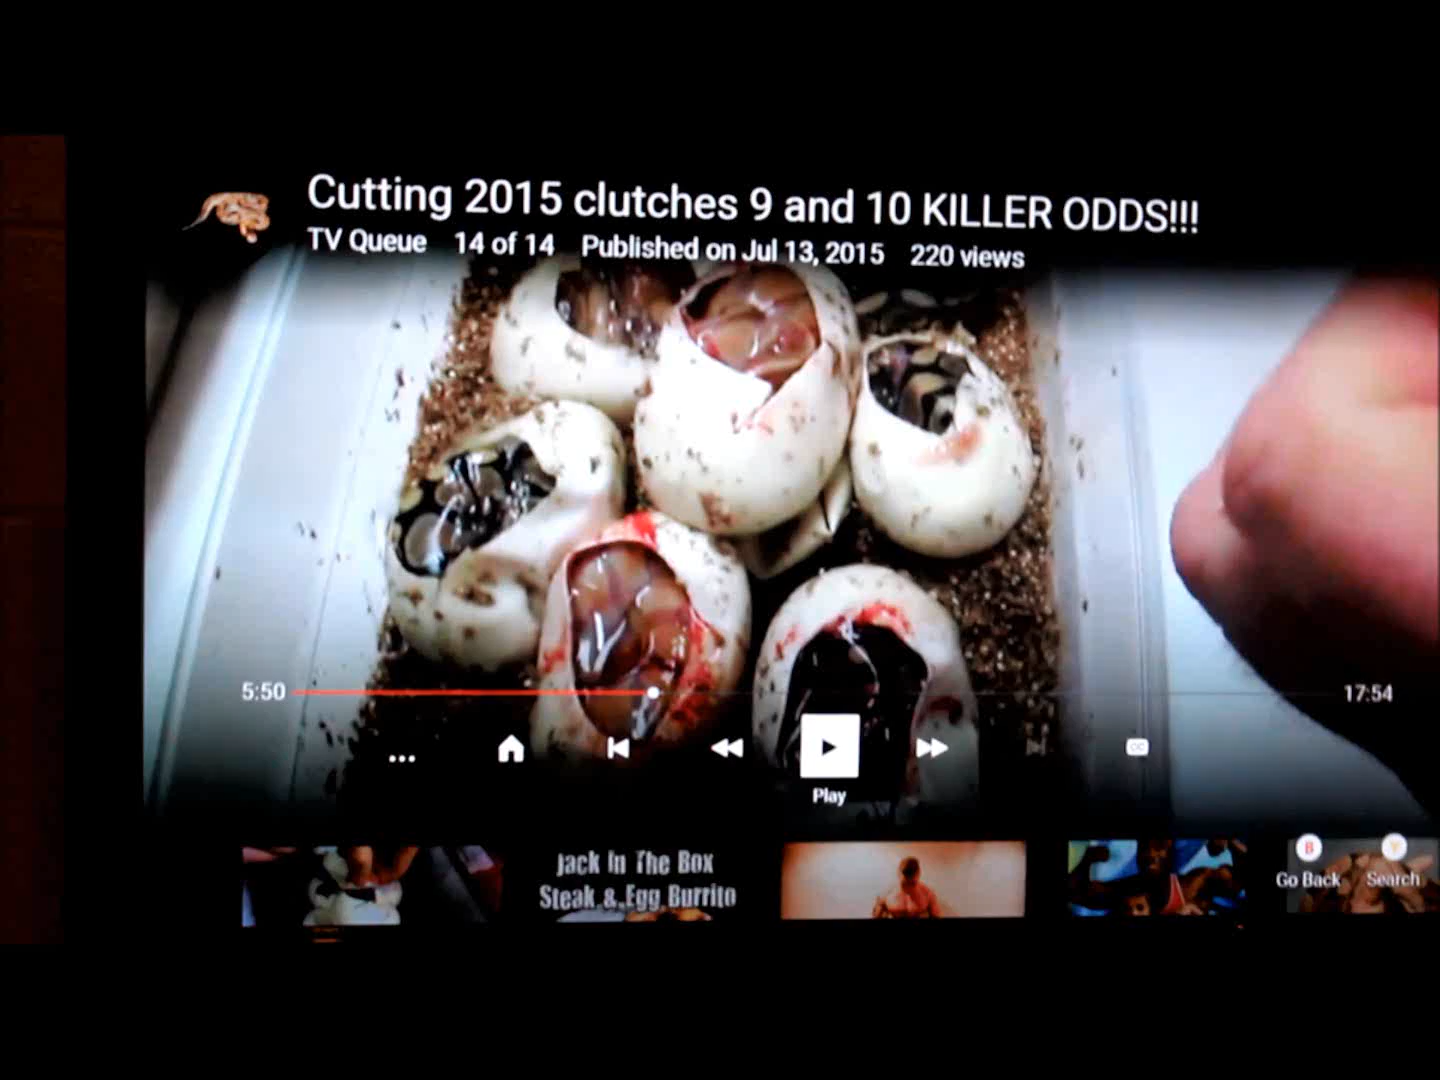 Cutting 2015 clutches 9 and 10 KILLER ODDS!!!
TV Queue 14 of 14 Published on Jul 13, 2015 220 views
5:50
17:54
CC
Play
Jack In The Box
Steak & Egg Burrito
B
Y
Go Back
Search